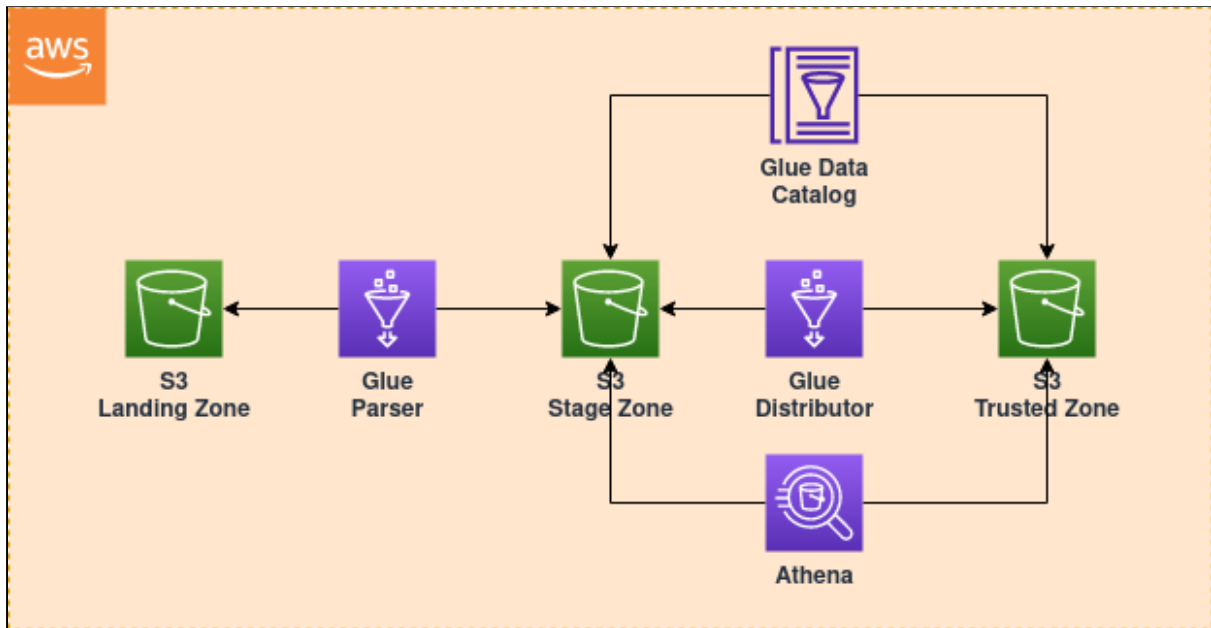 aws
Glue Data
Catalog
S3
Landing Zone
Glue
Parser
S3
Stage Zone
Glue
Distributor
S3
Trusted Zone
Athena